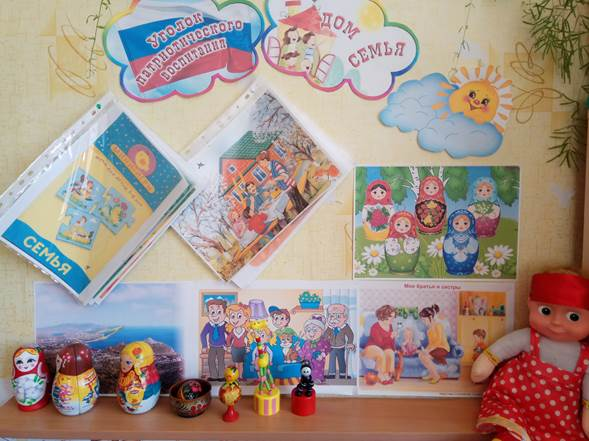 Уголок
патриотического
воспитания
ДОМ
СЕМЬЯ
СЕМЬЯ
Мои братья и сестры